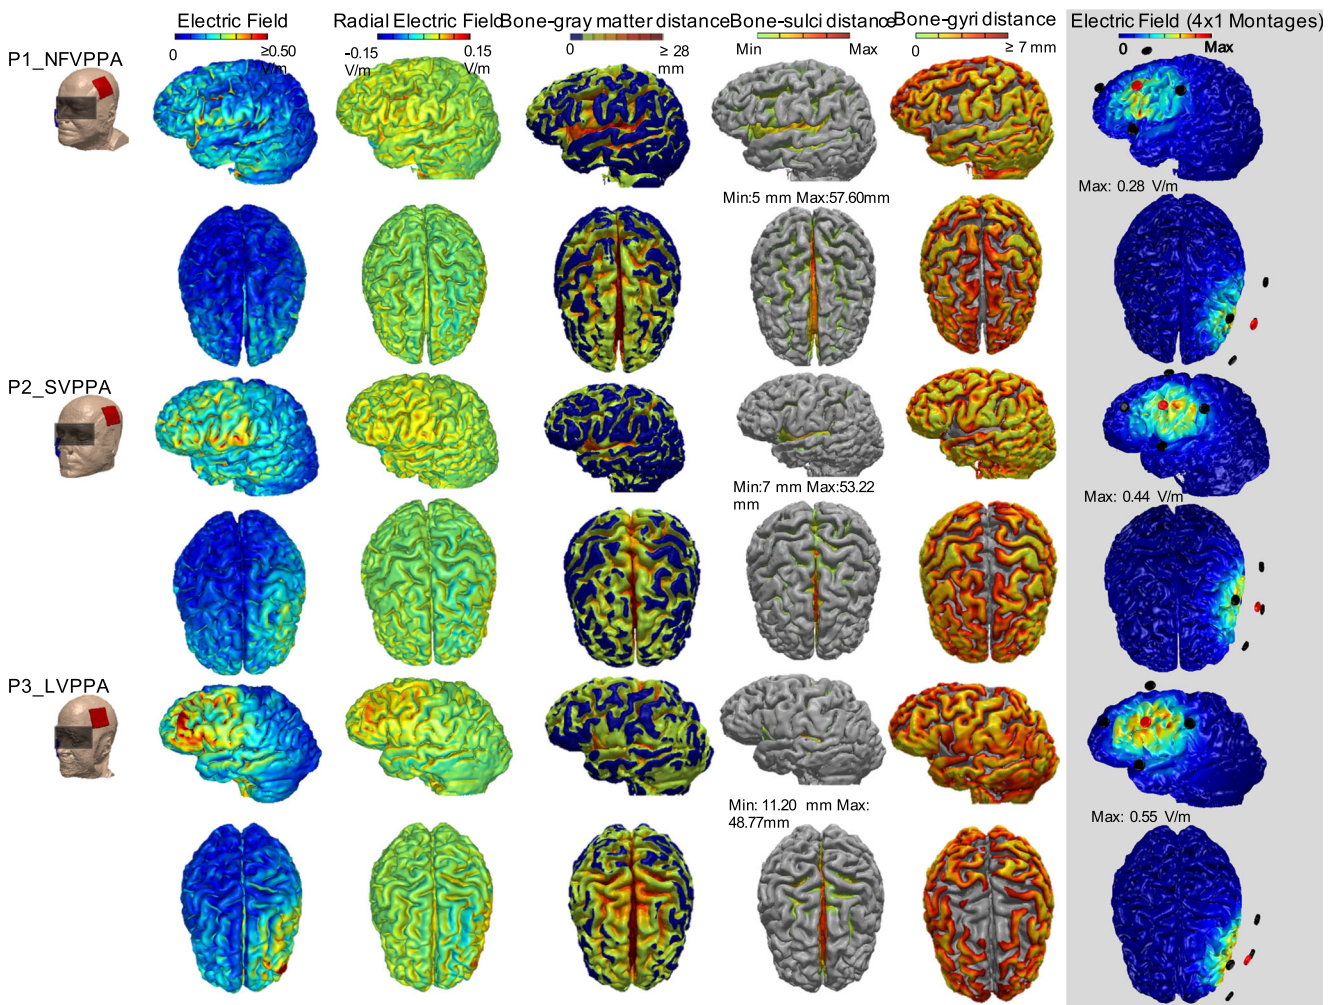 Electric Field
Radial Electric Field
Bone-gray matter distance
Bone-sulci distance
Bone-gyri distance
Electric Field (4x1 Montages)
0
≥0.50
V/m
-0.15
V/m
0.15
V/m
0
≥ 28
mm
Min
Max
0
≥ 7 mm
0
Max
P1_NFVPPA
Min:5 mm Max:57.60mm
Max: 0.28 V/m
P2_SVPPA
Min:7 mm Max:53.22
mm
Max: 0.44 V/m
P3_LVPPA
Min: 11.20 mm Max:
48.77mm
Max: 0.55 V/m